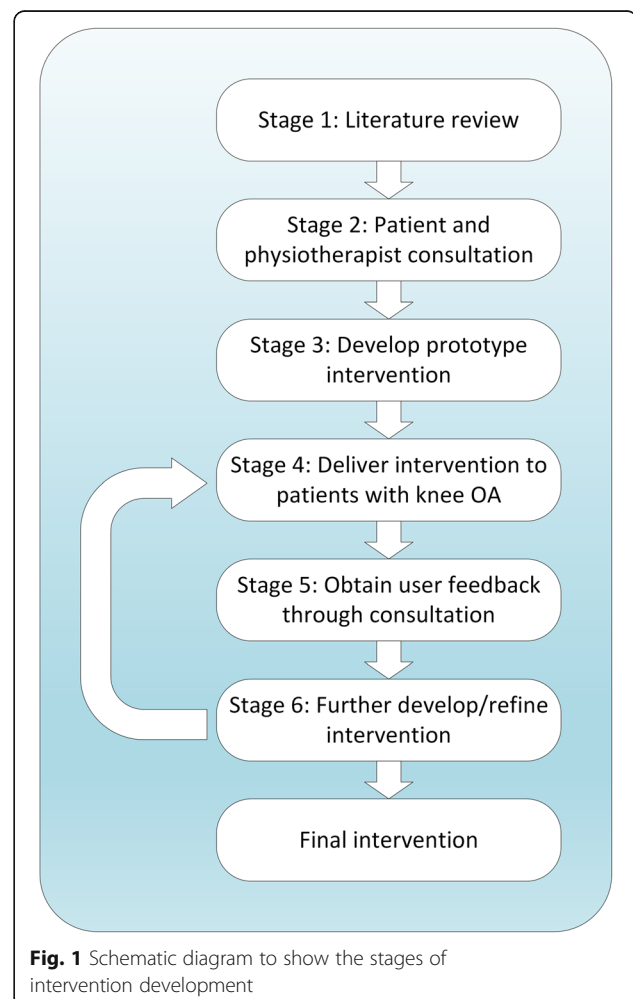 Stage 1: Literature review
Stage 2: Patient and
physiotherapist consultation
Stage 3: Develop prototype
intervention
Stage 4: Deliver intervention to
patients with knee OA
Stage 5: Obtain user feedback
through consultation
Stage 6: Further develop/refine
intervention
Final intervention
Fig. 1 Schematic diagram to show the stages of
intervention development